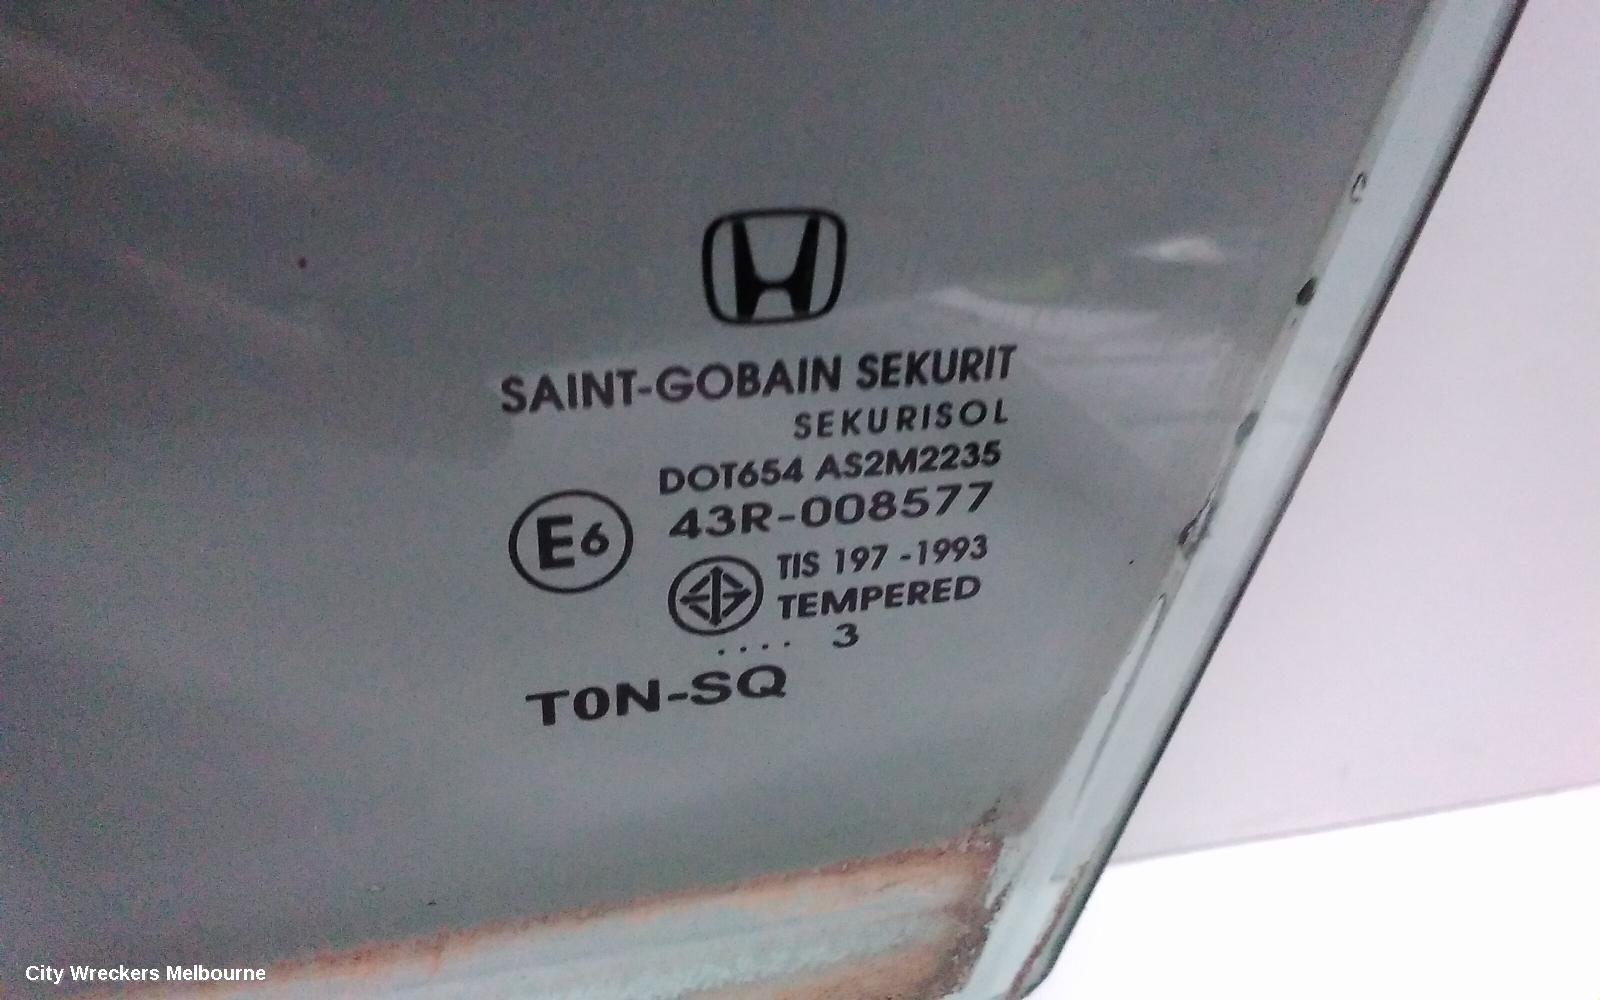 SAINT-GOBAIN SEKURIT
SEKURISOL
DOT654 AS2M2235
43R-008577
E6
TIS 197 -1993
TEMPERED
.... 3
T0N-SQ
City Wreckers Melbourne